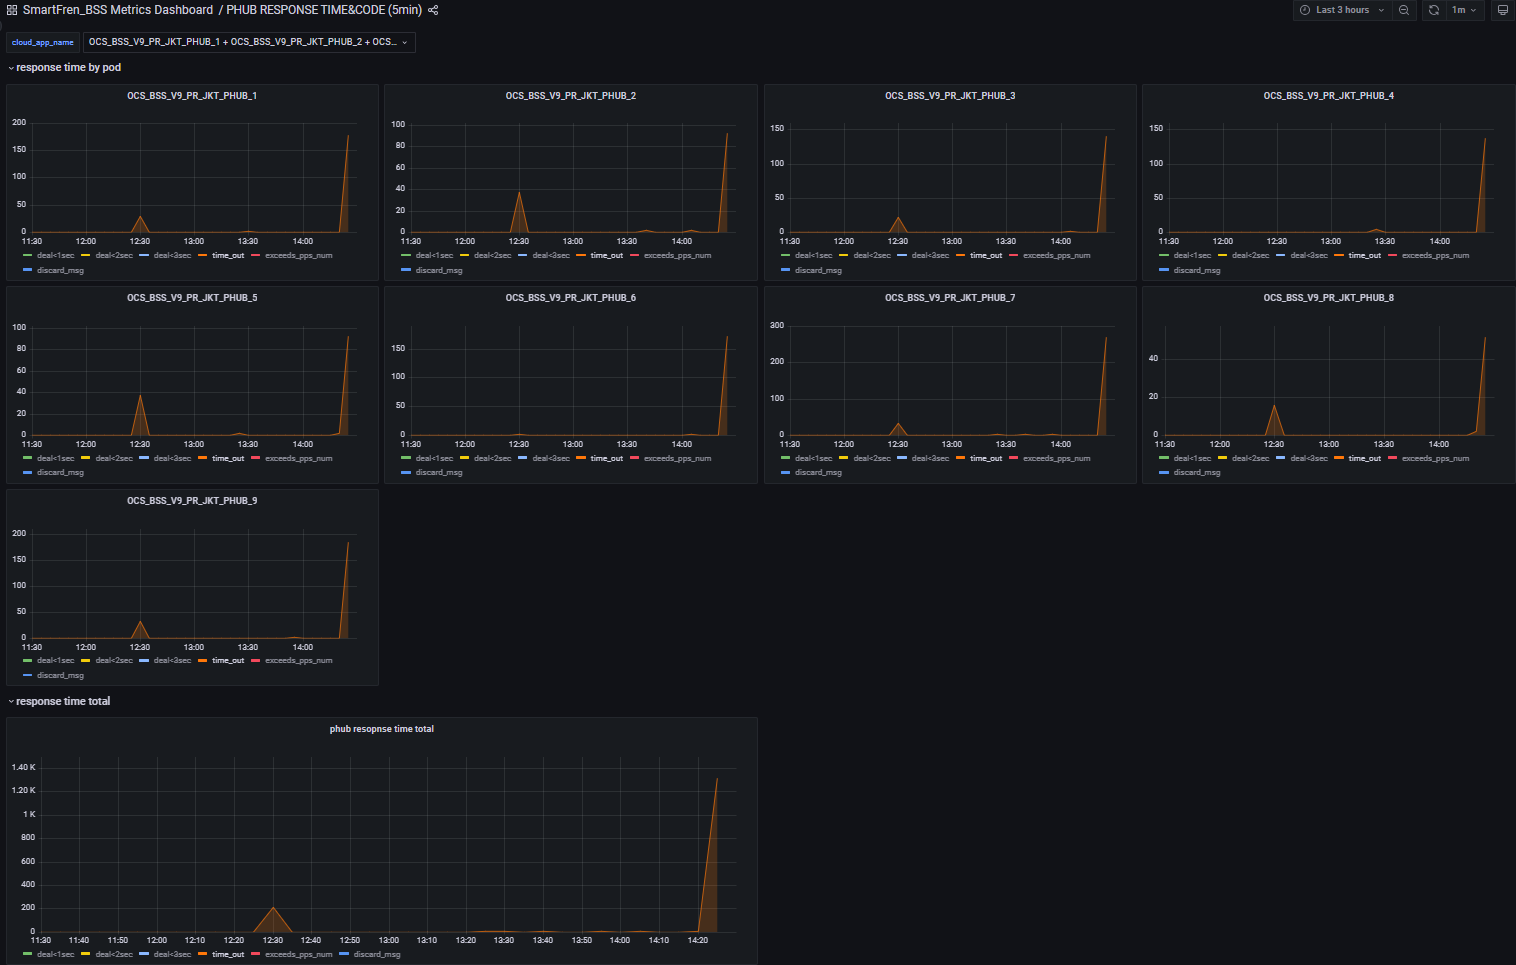 SmartFren_BSS Metrics Dashboard / PHUB RESPONSE TIME&CODE (5min)
Last 3 hours
1m
cloud_app_name
OCS_BSS_V9_PR_JKT_PHUB_1 + OCS_BSS_V9_PR_JKT_PHUB_2 + OCS...
response time by pod
OCS_BSS_V9_PR_JKT_PHUB_1
200
150
100
50
0
11:30 12:00 12:30 13:00 13:30 14:00
deal<1sec deal<2sec deal<3sec time_out exceeds_pps_num
discard_msg
OCS_BSS_V9_PR_JKT_PHUB_2
100
80
60
40
20
0
11:30 12:00 12:30 13:00 13:30 14:00
deal<1sec deal<2sec deal<3sec time_out exceeds_pps_num
discard_msg
OCS_BSS_V9_PR_JKT_PHUB_3
150
100
50
0
11:30 12:00 12:30 13:00 13:30 14:00
deal<1sec deal<2sec deal<3sec time_out exceeds_pps_num
discard_msg
OCS_BSS_V9_PR_JKT_PHUB_4
150
100
50
0
11:30 12:00 12:30 13:00 13:30 14:00
deal<1sec deal<2sec deal<3sec time_out exceeds_pps_num
discard_msg
OCS_BSS_V9_PR_JKT_PHUB_5
100
80
60
40
20
0
11:30 12:00 12:30 13:00 13:30 14:00
deal<1sec deal<2sec deal<3sec time_out exceeds_pps_num
discard_msg
OCS_BSS_V9_PR_JKT_PHUB_6
150
100
50
0
11:30 12:00 12:30 13:00 13:30 14:00
deal<1sec deal<2sec deal<3sec time_out exceeds_pps_num
discard_msg
OCS_BSS_V9_PR_JKT_PHUB_7
300
200
100
0
11:30 12:00 12:30 13:00 13:30 14:00
deal<1sec deal<2sec deal<3sec time_out exceeds_pps_num
discard_msg
OCS_BSS_V9_PR_JKT_PHUB_8
40
20
0
11:30 12:00 12:30 13:00 13:30 14:00
deal<1sec deal<2sec deal<3sec time_out exceeds_pps_num
discard_msg
OCS_BSS_V9_PR_JKT_PHUB_9
200
150
100
50
0
11:30 12:00 12:30 13:00 13:30 14:00
deal<1sec deal<2sec deal<3sec time_out exceeds_pps_num
discard_msg
response time total
phub resopnse time total
1.40 K
1.20 K
1 K
800
600
400
200
0
11:30 11:40 11:50 12:00 12:10 12:20 12:30 12:40 12:50 13:00 13:10 13:20 13:30 13:40 13:50 14:00 14:10 14:20
deal<1sec deal<2sec deal<3sec time_out exceeds_pps_num discard_msg